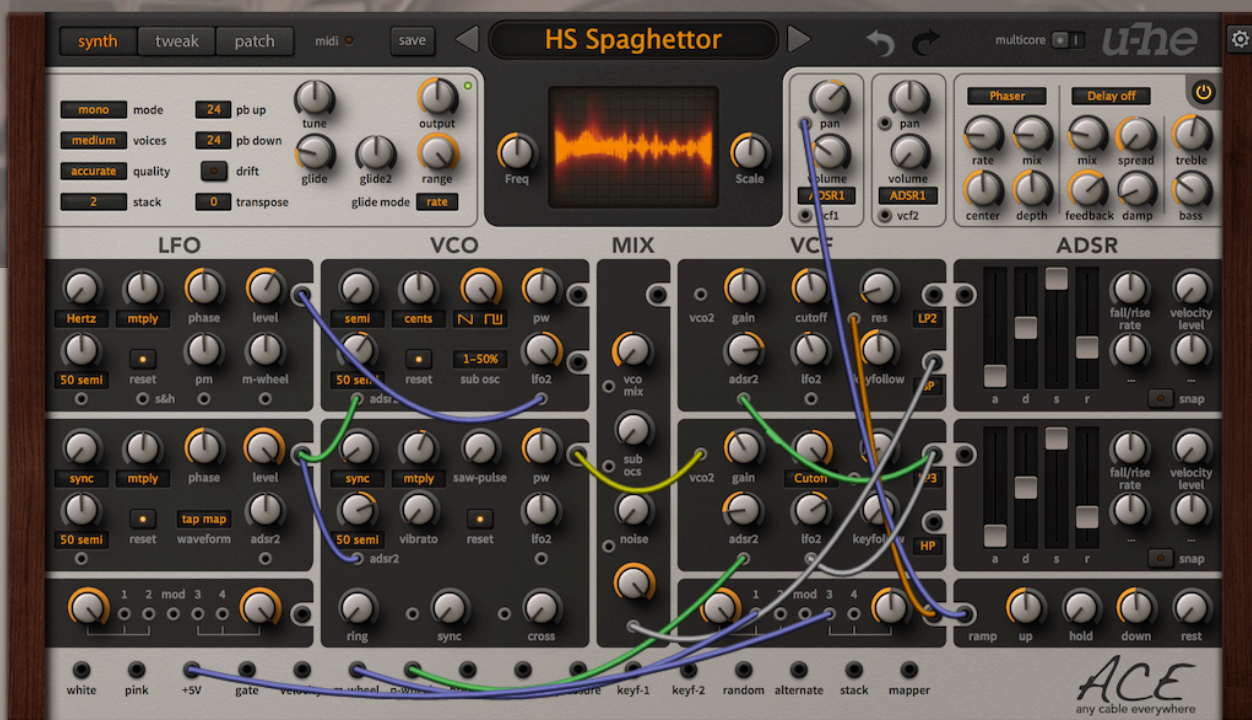 synth tweak patch midi save HS Spaghettor multicore u-he
mono mode 24 pb up tune output
medium voices 24 pb down
accurate quality drift glide glide2 range
2 stack 0 transpose glide mode rate
Freq Scale
pan pan
volume volume
ADSR1 ADSR1
vcf1 vcf2
Phaser Delay off
rate mix mix spread treble
center depth feedback damp bass
LFO VCO MIX VCF ADSR
Hertz mtply phase level semi cents pw vco2 gain cutoff res LP2 fall/rise rate velocity level
50 semi reset pm m-wheel 50 semi reset 1-50% sub osc lfo2 vco mix adsr2 lfo2 keyfollow BP ... ...
s&h adsr2 a d s r snap
sync mtply phase level sync mtply saw-pulse pw sub ocs vco2 gain Cutoff fall/rise rate velocity level
50 semi reset tap map waveform adsr2 50 semi vibrato reset lfo2 noise adsr2 lfo2 keyfollow HP ... ...
adsr2 a d s r snap
1 2 mod 3 4 ring sync cross 1 2 mod 3 4 ramp up hold down rest
white pink +5V gate m-wheel keyf-1 keyf-2 random alternate stack mapper
ACE
any cable everywhere